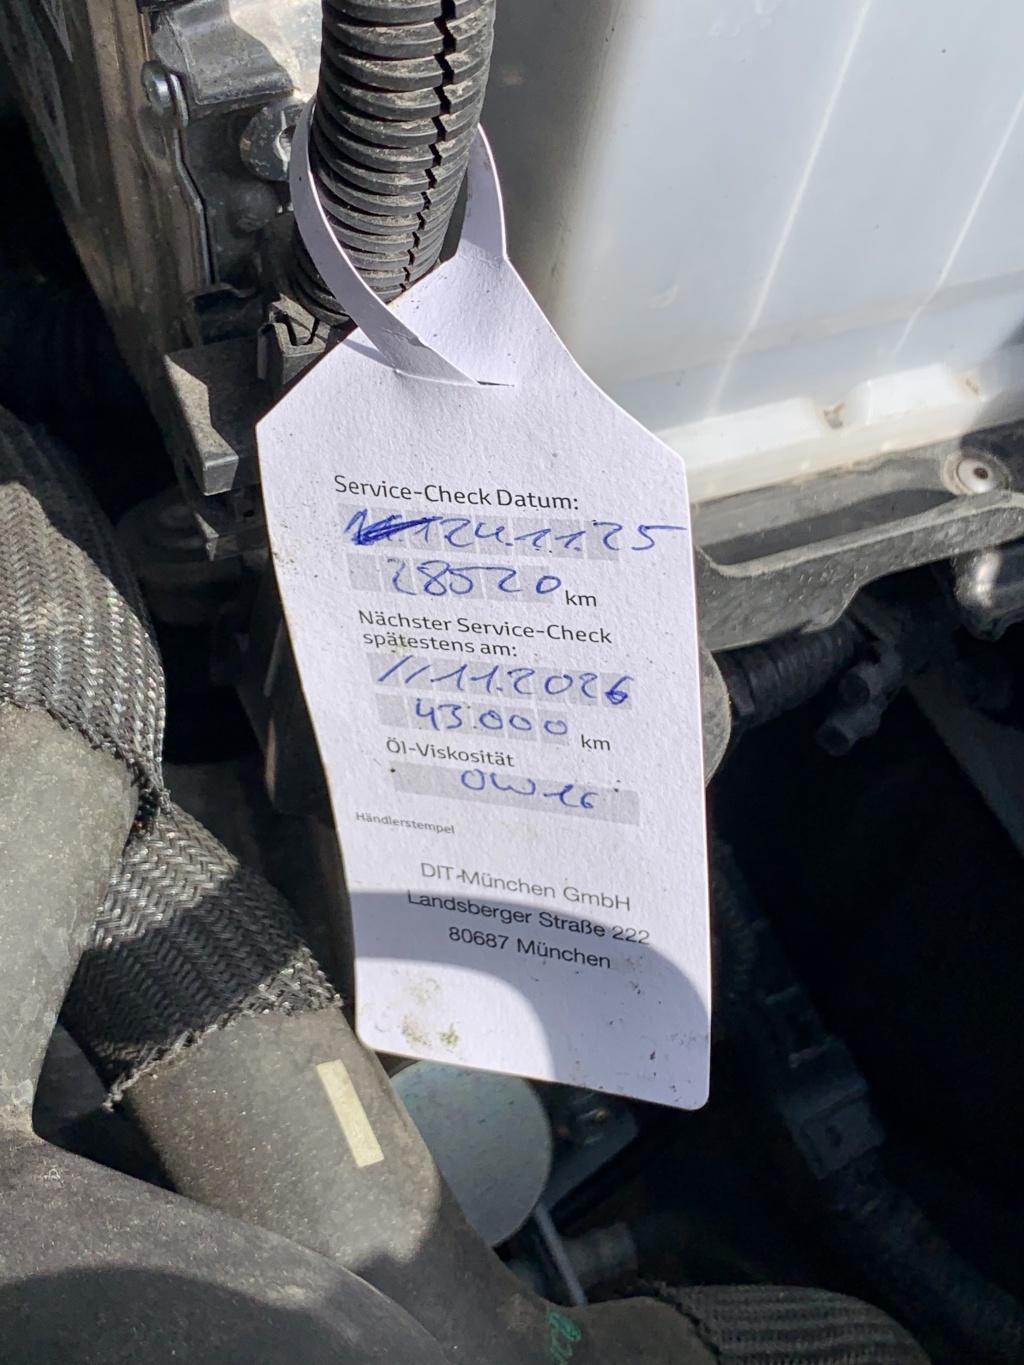 Service-Check Datum:
24.11.25
28520 km
Nächster Service-Check
spätestens am:
11.11.2026
43.000 km
Öl-Viskosität
0W16
Händlerstempel
DIT-München GmbH
Landsberger Straße 222
80687 München